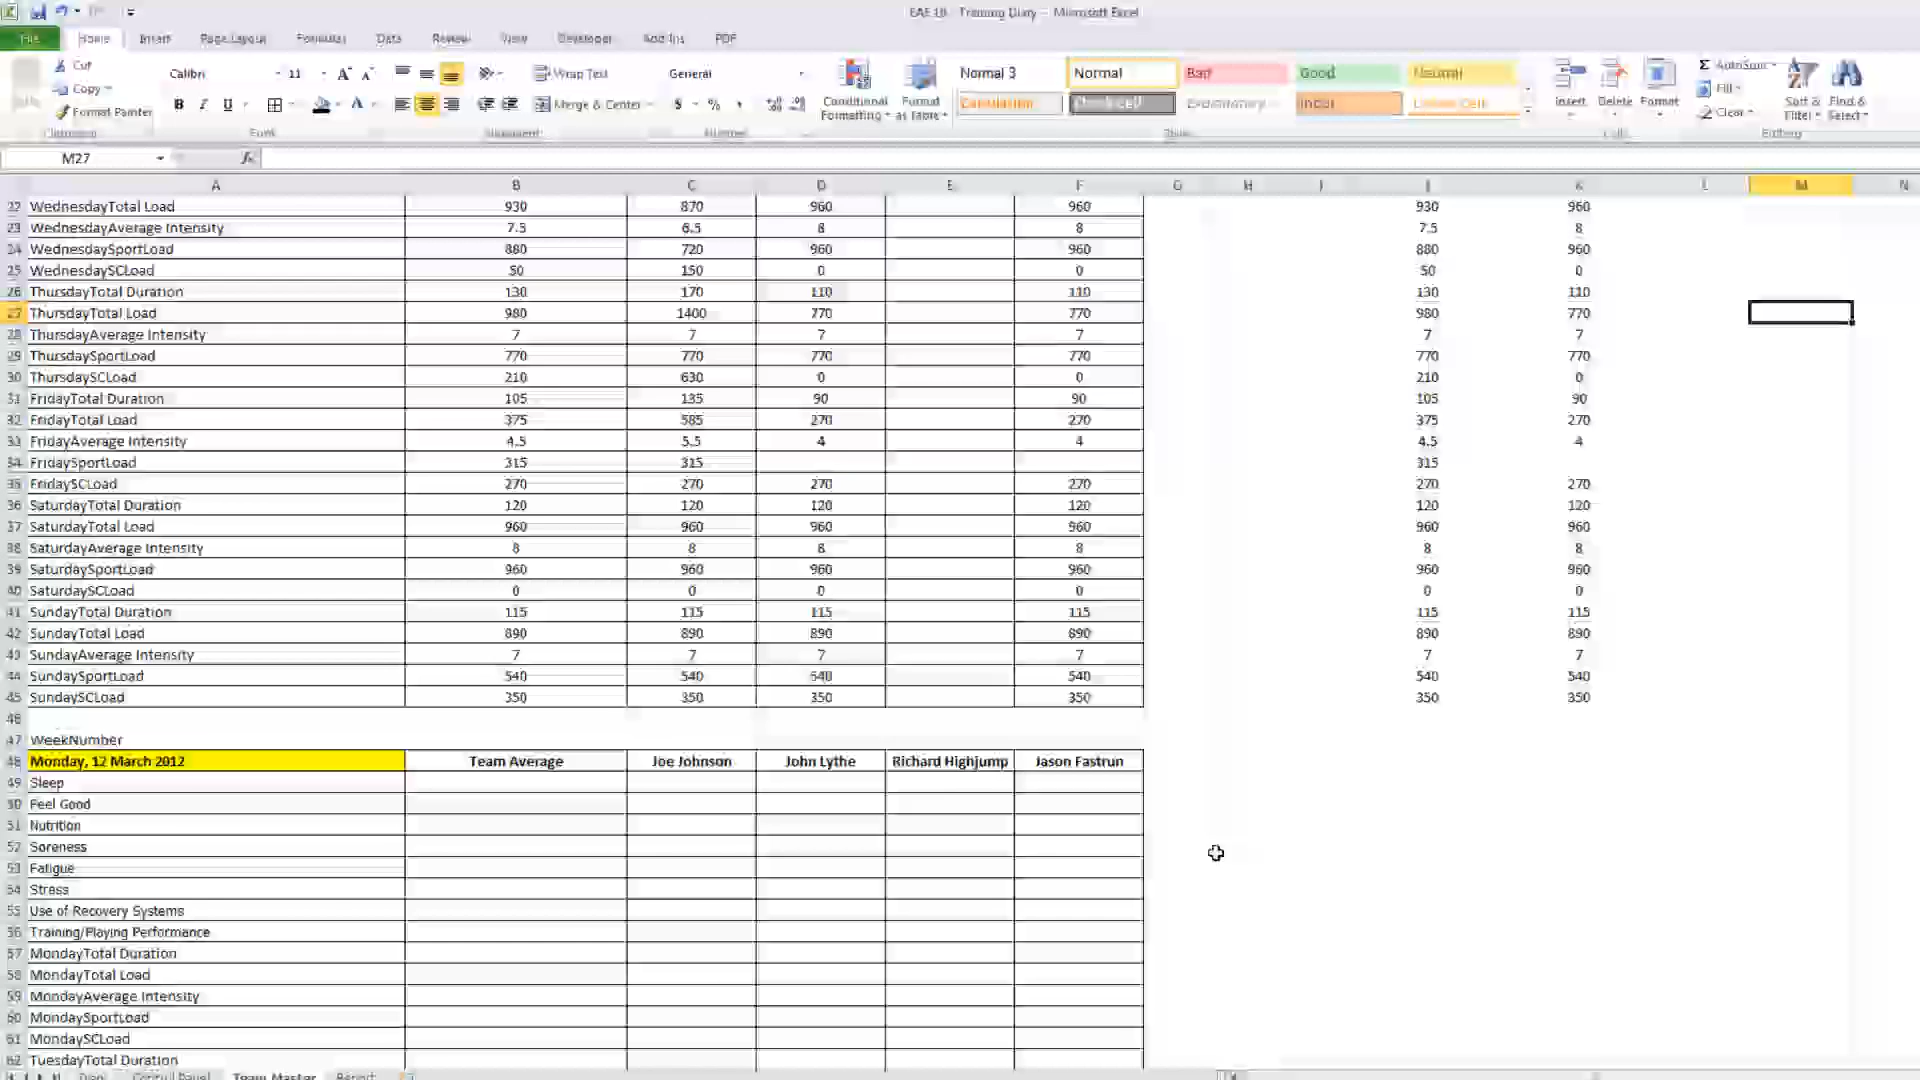 EAE 10 - Training Diary - Microsoft Excel
File Home Insert Page Layout Formulas Data Review View Developer Add-Ins PDF
Cut
Copy
Format Painter
Calibri 11
B I U
Wrap Text
Merge & Center
General
$ % ,
Conditional Formatting
Format as Table
Normal 3 Normal Bad Good Neutral
Calculation Check Cell Explanatory Input Linked Cell
Insert Delete Format
Σ AutoSum
Fill
Clear
Sort & Filter
Find & Select
Clipboard Font Alignment Number Styles Cells Editing
M27 fx
A B C D E F G H I J K L M N
22 WednesdayTotal Load 930 870 960 960 930 960
23 WednesdayAverage Intensity 7.5 6.5 8 8 7.5 8
24 WednesdaySportLoad 880 720 960 960 880 960
25 WednesdaySCLoad 50 150 0 0 50 0
26 ThursdayTotal Duration 130 170 110 110 130 110
27 ThursdayTotal Load 980 1400 770 770 980 770
28 ThursdayAverage Intensity 7 7 7 7 7 7
29 ThursdaySportLoad 770 770 770 770 770 770
30 ThursdaySCLoad 210 630 0 0 210 0
31 FridayTotal Duration 105 135 90 90 105 90
32 FridayTotal Load 375 585 270 270 375 270
33 FridayAverage Intensity 4.5 5.5 4 4 4.5 4
34 FridaySportLoad 315 315 315
35 FridaySCLoad 270 270 270 270 270 270
36 SaturdayTotal Duration 120 120 120 120 120 120
37 SaturdayTotal Load 960 960 960 960 960 960
38 SaturdayAverage Intensity 8 8 8 8 8 8
39 SaturdaySportLoad 960 960 960 960 960 960
40 SaturdaySCLoad 0 0 0 0 0 0
41 SundayTotal Duration 115 115 115 115 115 115
42 SundayTotal Load 890 890 890 890 890 890
43 SundayAverage Intensity 7 7 7 7 7 7
44 SundaySportLoad 540 540 540 540 540 540
45 SundaySCLoad 350 350 350 350 350 350
46
47 WeekNumber
48 Monday, 12 March 2012 Team Average Joe Johnson John Lythe Richard Highjump Jason Fastrun
49 Sleep
50 Feel Good
51 Nutrition
52 Soreness
53 Fatigue
54 Stress
55 Use of Recovery Systems
56 Training/Playing Performance
57 MondayTotal Duration
58 MondayTotal Load
59 MondayAverage Intensity
60 MondaySportLoad
61 MondaySCLoad
62 TuesdayTotal Duration
Control Panel Team Master Report